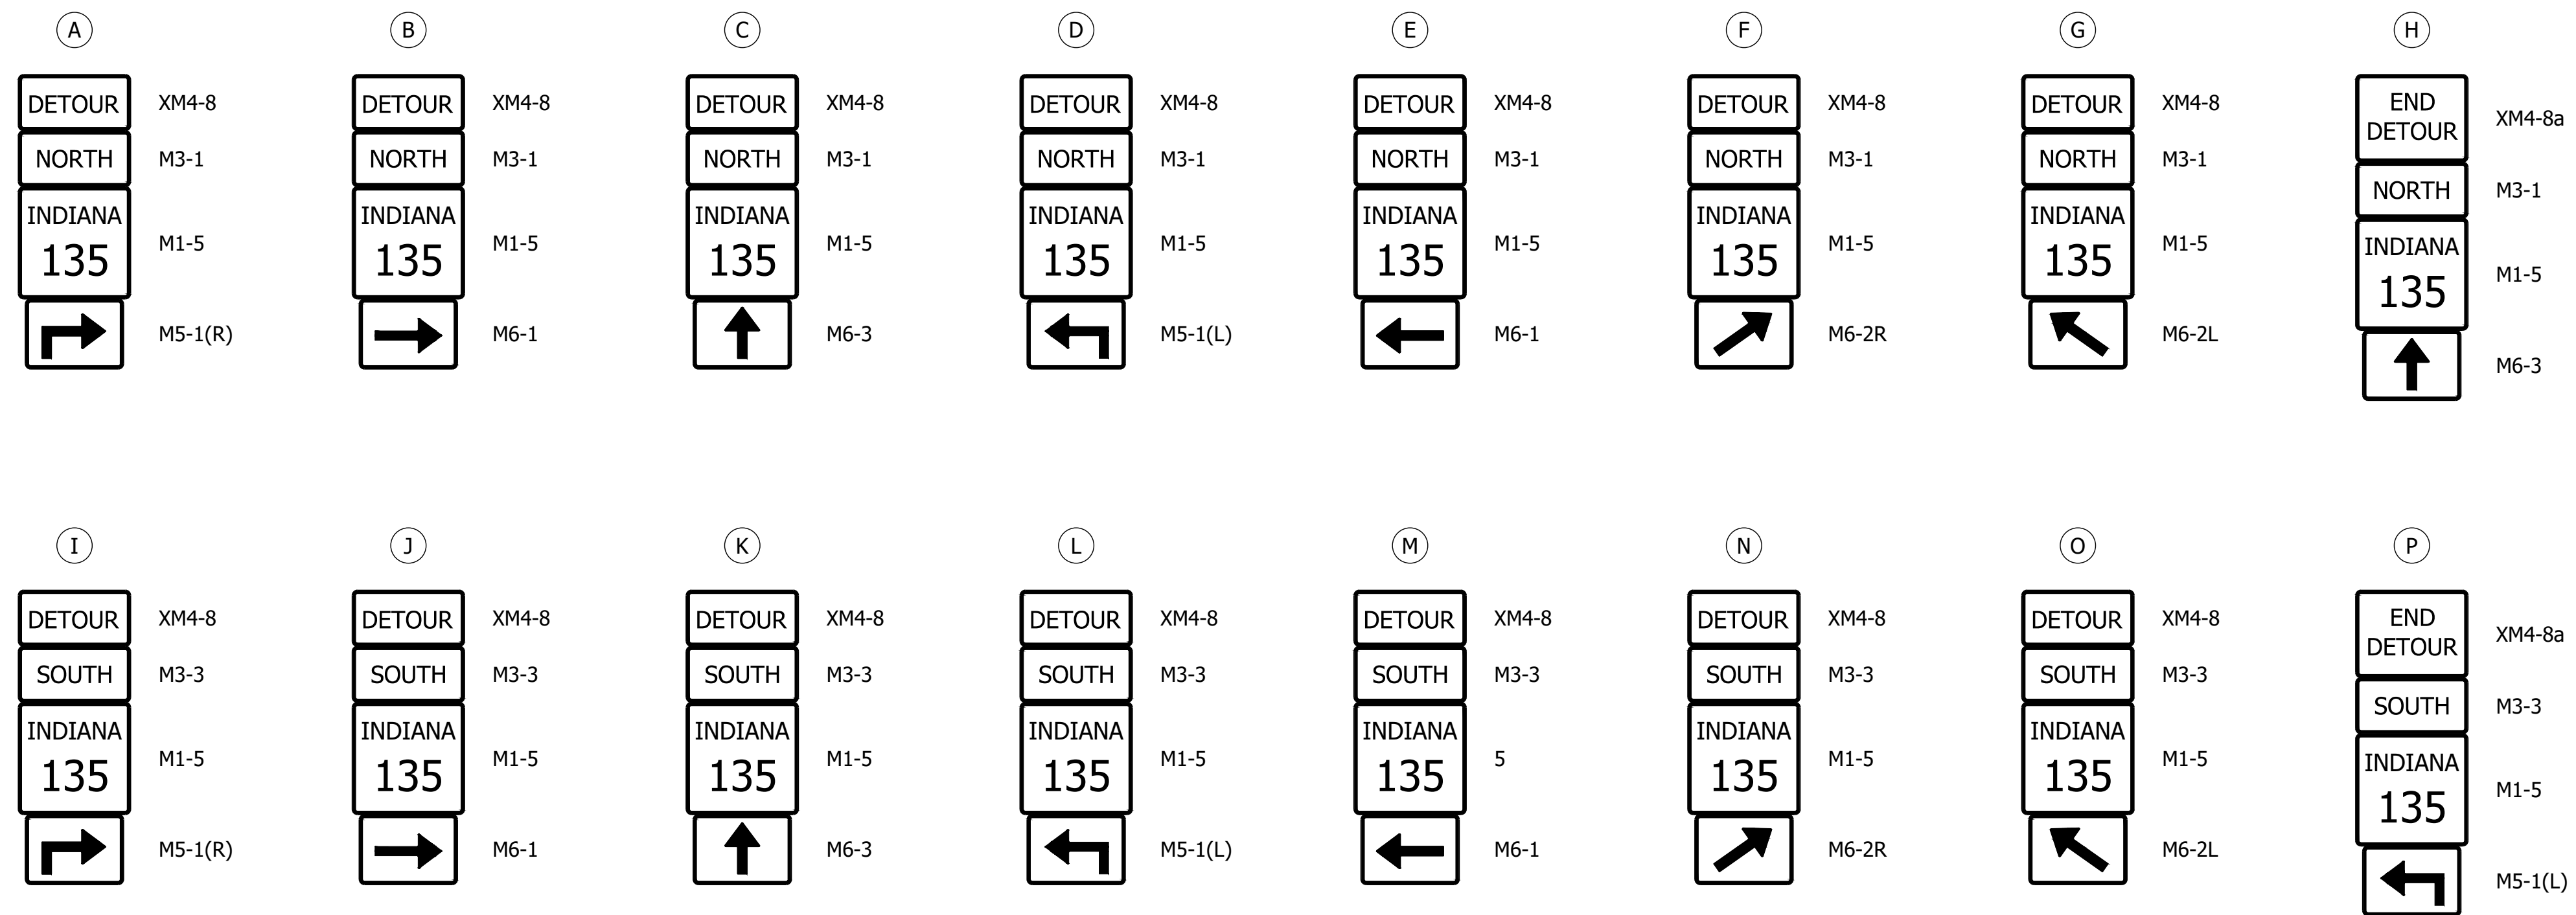 A B C D E F G H
DETOUR XM4-8 DETOUR XM4-8 DETOUR XM4-8 DETOUR XM4-8 DETOUR XM4-8 DETOUR XM4-8 DETOUR XM4-8 END
DETOUR XM4-8a
NORTH M3-1 NORTH M3-1 NORTH M3-1 NORTH M3-1 NORTH M3-1 NORTH M3-1 NORTH M3-1 NORTH M3-1
INDIANA INDIANA INDIANA INDIANA INDIANA INDIANA INDIANA INDIANA
135 M1-5 135 M1-5 135 M1-5 135 M1-5 135 M1-5 135 M1-5 135 M1-5 135 M1-5
M5-1(R) M6-1 M6-3 M5-1(L) M6-1 M6-2R M6-2L M6-3
I J K L M N O P
DETOUR XM4-8 DETOUR XM4-8 DETOUR XM4-8 DETOUR XM4-8 DETOUR XM4-8 DETOUR XM4-8 DETOUR XM4-8 END
DETOUR XM4-8a
SOUTH M3-3 SOUTH M3-3 SOUTH M3-3 SOUTH M3-3 SOUTH M3-3 SOUTH M3-3 SOUTH M3-3 SOUTH M3-3
INDIANA INDIANA INDIANA INDIANA INDIANA INDIANA INDIANA INDIANA
135 M1-5 135 M1-5 135 M1-5 135 M1-5 135 5 135 M1-5 135 M1-5 135 M1-5
M5-1(R) M6-1 M6-3 M5-1(L) M6-1 M6-2R M6-2L M5-1(L)